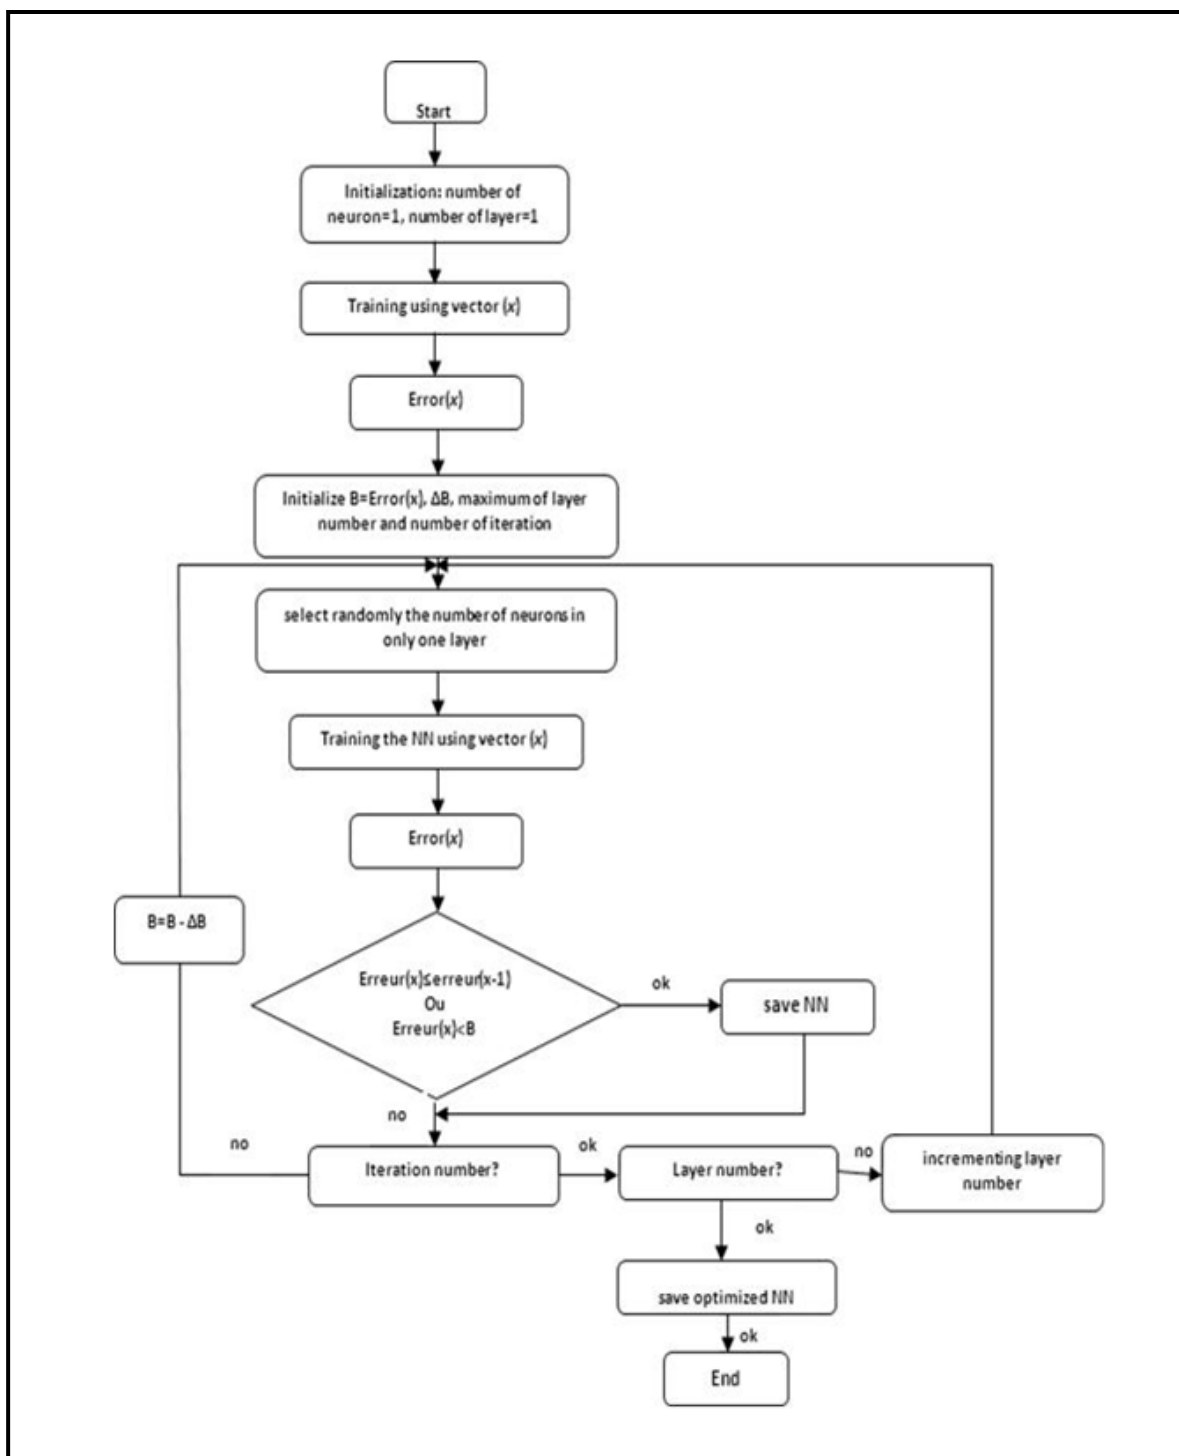 Start
Initialization: number of
neuron=1, number of layer=1
Training using vector (x)
Error(x)
Initialize B=Error(x), ΔB, maximum of layer
number and number of iteration
select randomly the number of neurons in
only one layer
Training the NN using vector (x)
Error(x)
B=B - ΔB
Erreur(x)≤erreur(x-1)
Ou
Erreur(x)<B
ok
save NN
no
no
Iteration number?
ok
Layer number?
no
incrementing layer
number
ok
save optimized NN
ok
End